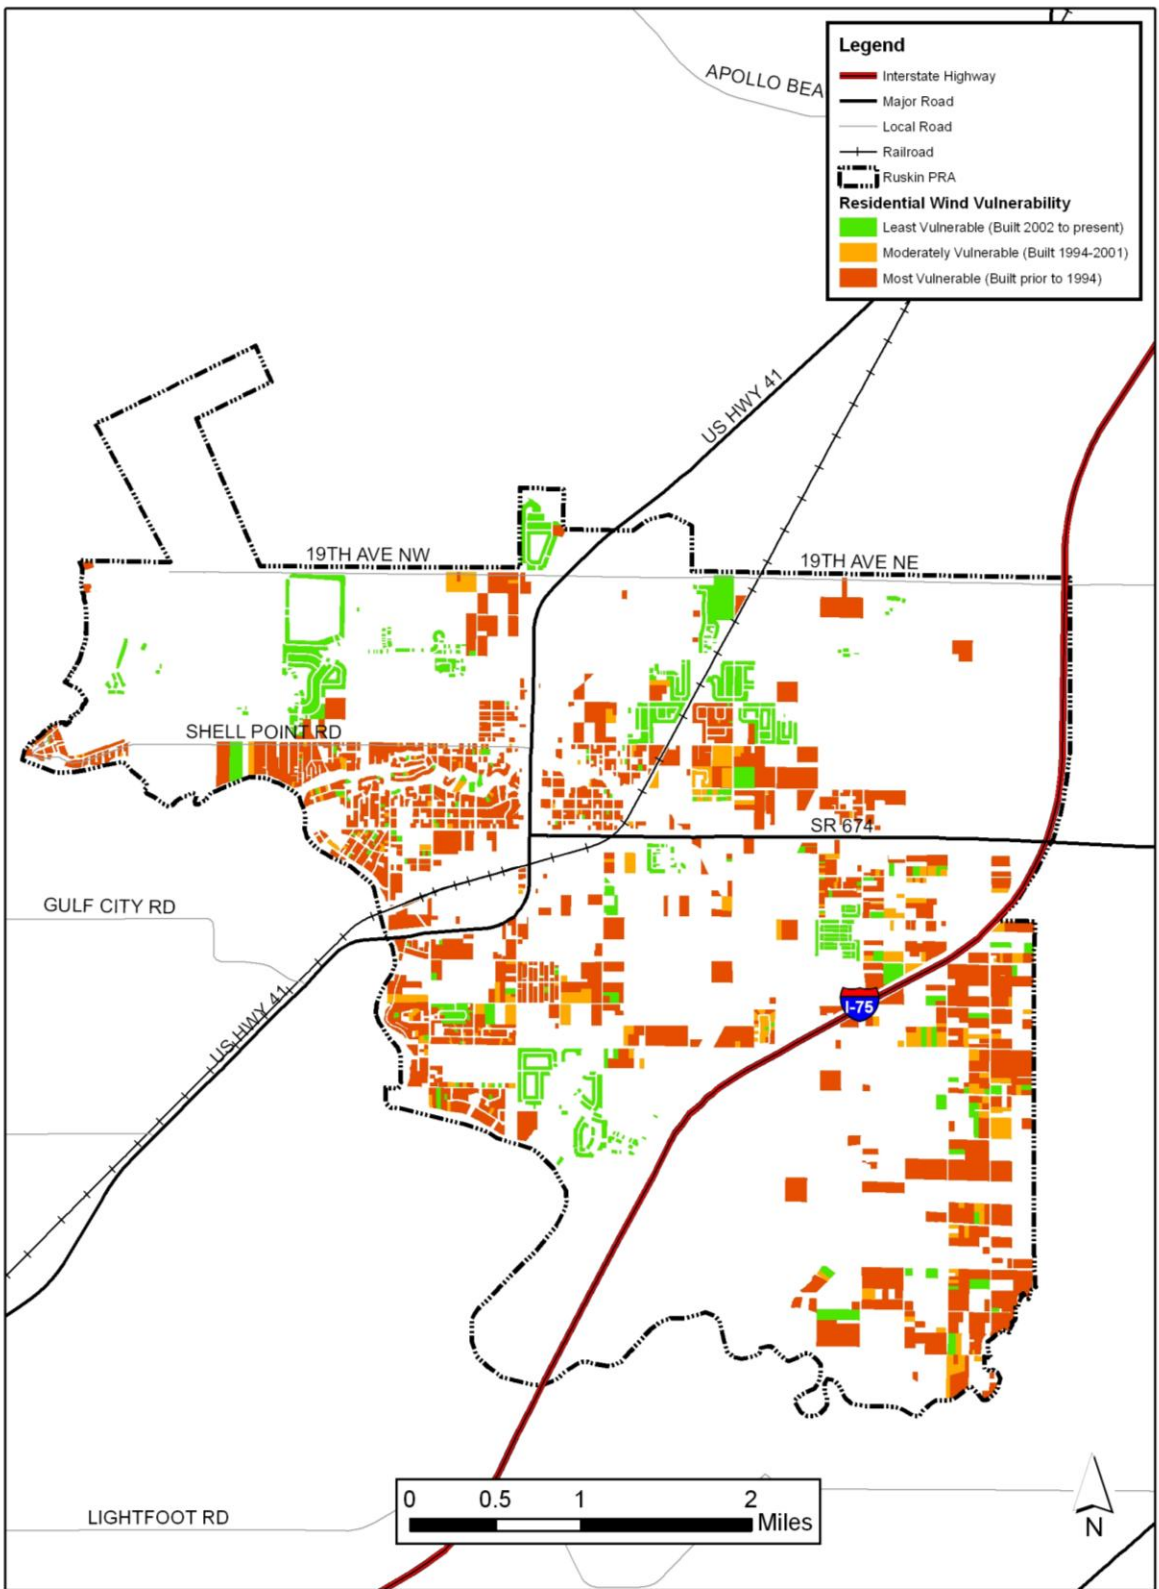 APOLLO BEA
Legend
Interstate Highway
Major Road
Local Road
Railroad
Ruskin PRA
Residential Wind Vulnerability
Least Vulnerable (Built 2002 to present)
Moderately Vulnerable (Built 1994-2001)
Most Vulnerable (Built prior to 1994)
US HWY 41
19TH AVE NW
19TH AVE NE
SHELL POINT RD
SR 674
GULF CITY RD
I-75
US HWY 41
0 0.5 1 2
Miles
LIGHTFOOT RD
N